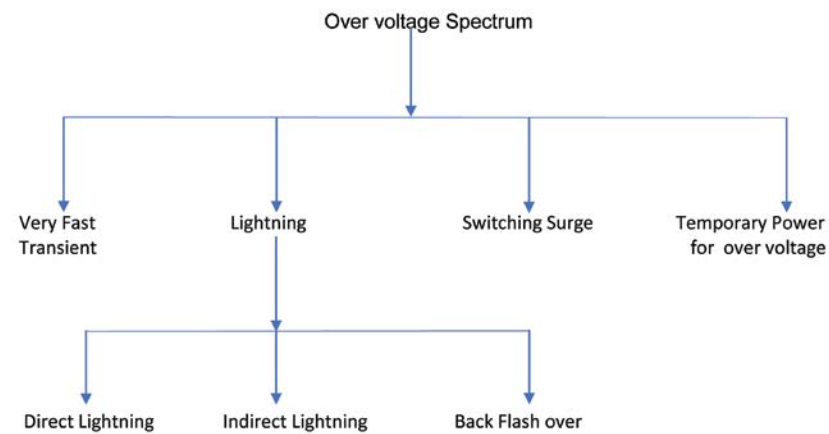 Over voltage Spectrum
Very Fast
Transient
Lightning
Switching Surge
Temporary Power
for over voltage
Direct Lightning
Indirect Lightning
Back Flash over